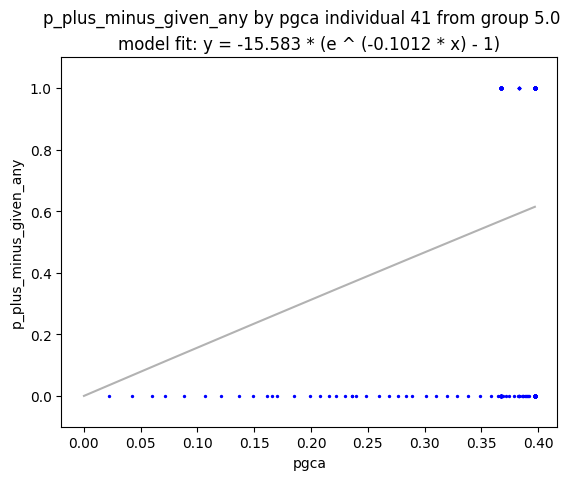 p_plus_minus_given_any by pgca individual 41 from group 5.0
model fit: y = -15.583 * (e ^ (-0.1012 * x) - 1)
1.0
0.8
0.6
0.4
0.2
0.0
p_plus_minus_given_any
0.00 0.05 0.10 0.15 0.20 0.25 0.30 0.35 0.40
pgca